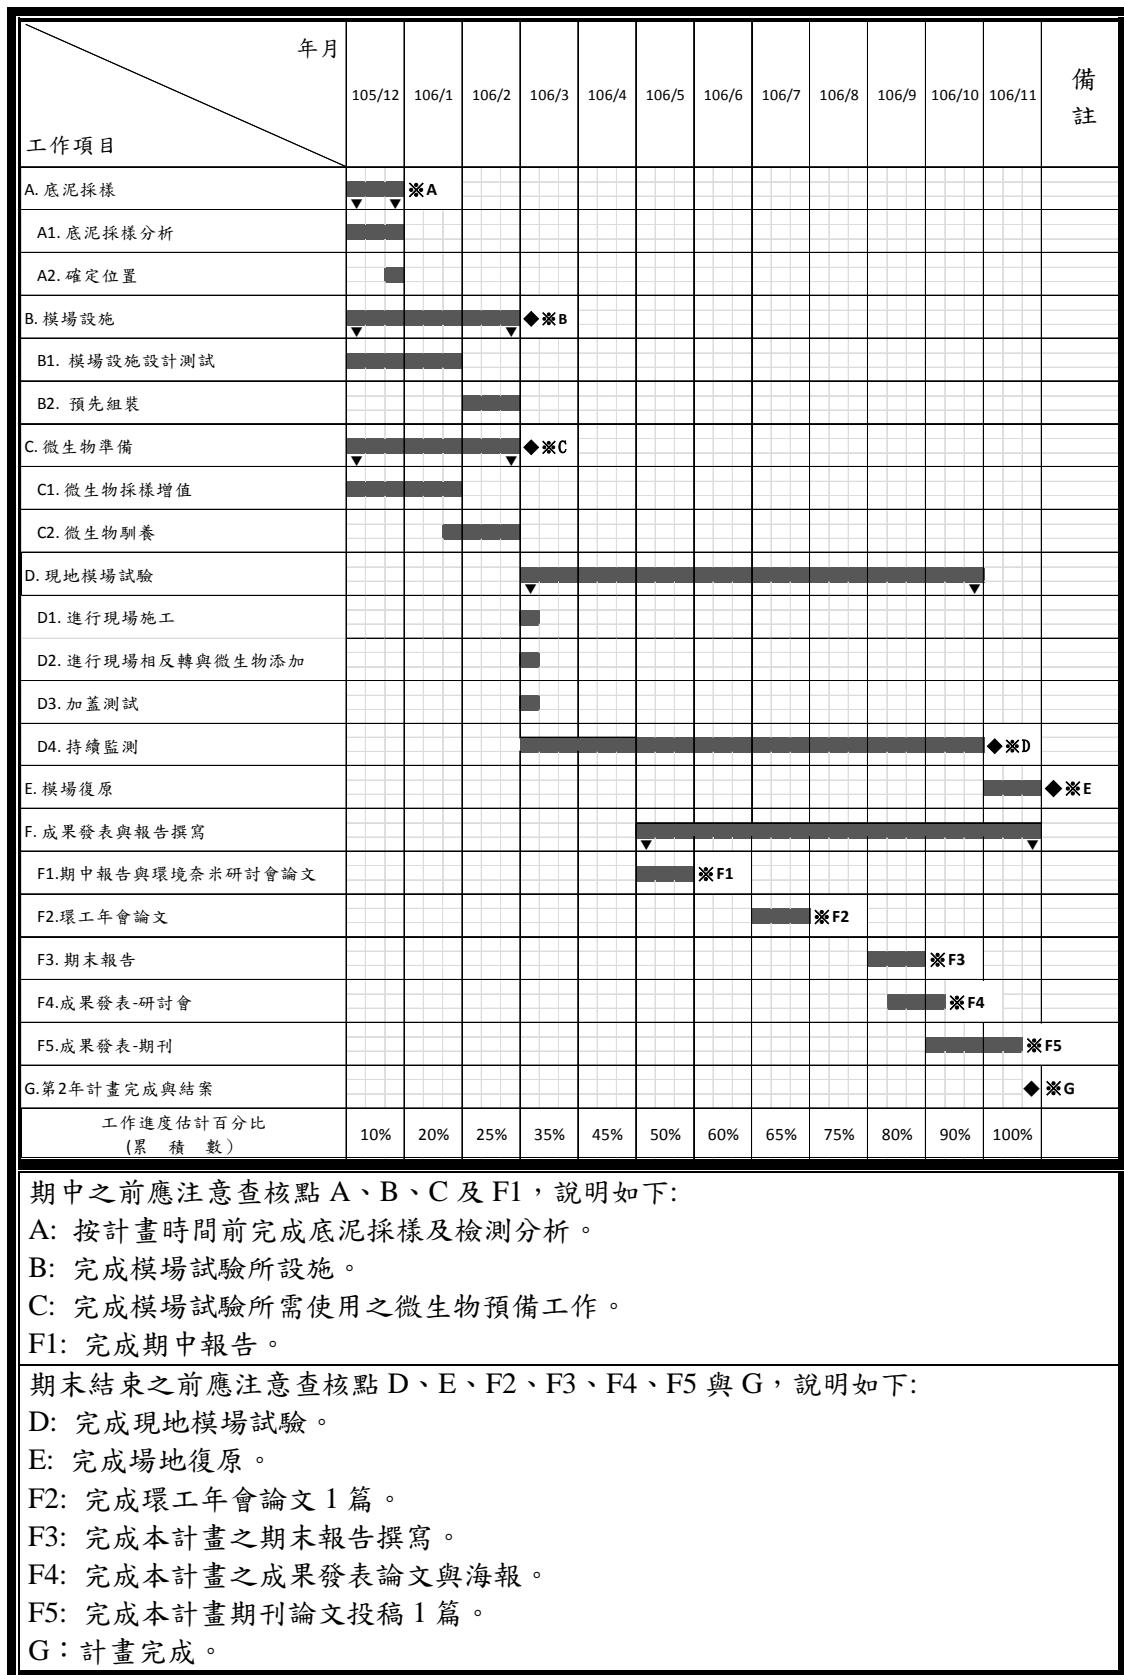 年月
工作項目
105/12 106/1 106/2 106/3 106/4 106/5 106/6 106/7 106/8 106/9 106/10 106/11 備註
A. 底泥採樣 ※A
A1. 底泥採樣分析
A2. 確定位置
B. 模場設施 ◆※B
B1. 模場設施設計測試
B2. 預先組裝
C. 微生物準備 ◆※C
C1. 微生物採樣增值
C2. 微生物馴養
D. 現地模場試驗
D1. 進行現場施工
D2. 進行現場相反轉與微生物添加
D3. 加蓋測試
D4. 持續監測 ◆※D
E. 模場復原 ◆※E
F. 成果發表與報告撰寫
F1.期中報告與環境奈米研討會論文 ※F1
F2.環工年會論文 ※F2
F3. 期末報告 ※F3
F4.成果發表-研討會 ※F4
F5.成果發表-期刊 ※F5
G.第2年計畫完成與結案 ◆ ※G
工作進度估計百分比
(累 積 數)
10% 20% 25% 35% 45% 50% 60% 65% 75% 80% 90% 100%
期中之前應注意查核點 A、B、C 及 F1，說明如下:
A: 按計畫時間前完成底泥採樣及檢測分析。
B: 完成模場試驗所設施。
C: 完成模場試驗所需使用之微生物預備工作。
F1: 完成期中報告。
期末結束之前應注意查核點 D、E、F2、F3、F4、F5 與 G，說明如下:
D: 完成現地模場試驗。
E: 完成場地復原。
F2: 完成環工年會論文 1 篇。
F3: 完成本計畫之期末報告撰寫。
F4: 完成本計畫之成果發表論文與海報。
F5: 完成本計畫期刊論文投稿 1 篇。
G：計畫完成。